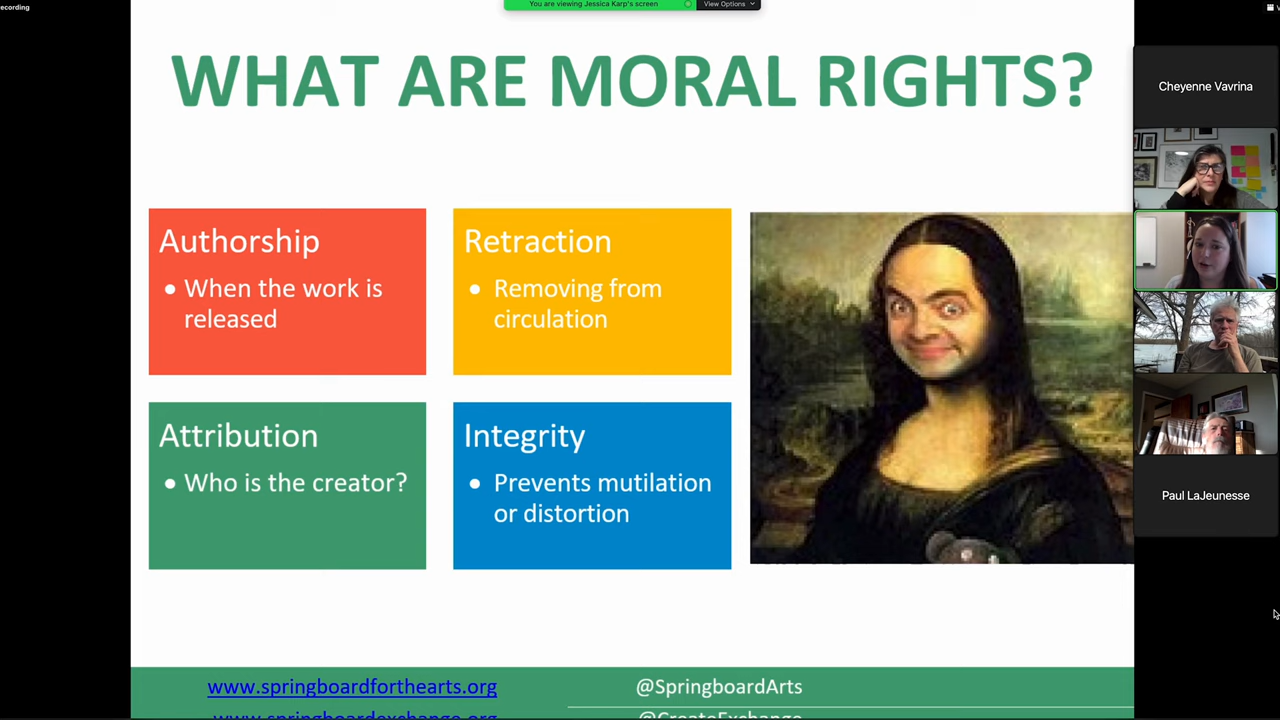 ecording
You are viewing Jessica Karp's screen
View Options
WHAT ARE MORAL RIGHTS?
Cheyenne Vavrina
Authorship
• When the work is
released
Retraction
• Removing from
circulation
Attribution
• Who is the creator?
Integrity
• Prevents mutilation
or distortion
Paul LaJeunesse
www.springboardforthearts.org
@SpringboardArts
www.springboardexchange.org
@CreateExchange